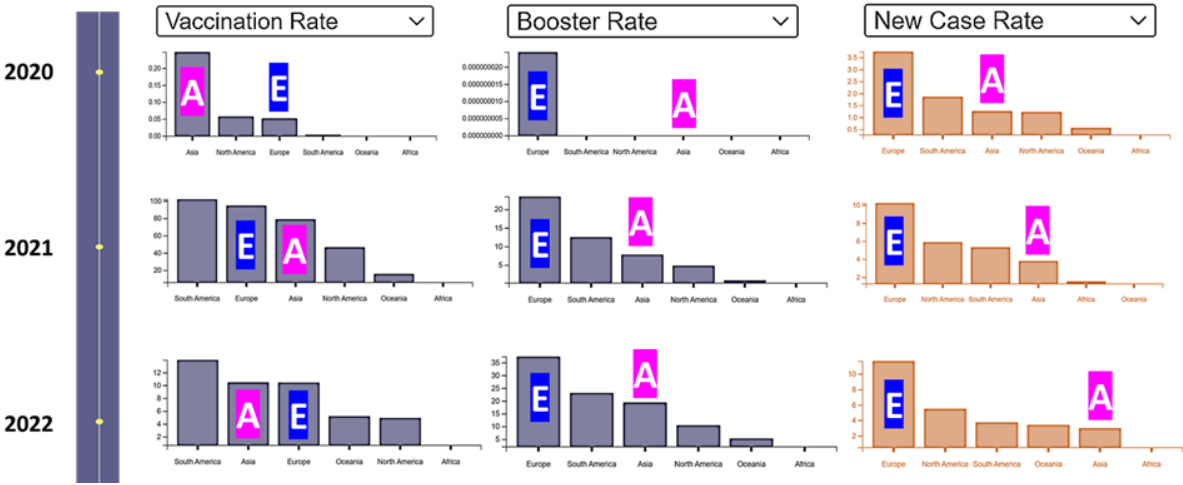 Vaccination Rate
Booster Rate
New Case Rate
2020
0.20
0.15
0.10
0.05
0.00
A
E
Asia North America Europe South America Oceania Africa
0.000000020
0.000000015
0.000000010
0.000000005
0.000000000
E
A
Europe South America North America Asia Oceania Africa
3.5
3.0
2.5
2.0
1.5
1.0
0.5
E
A
Europe South America Asia North America Oceania Africa
2021
100
80
60
40
20
E
A
South America Europe Asia North America Oceania Africa
20
15
10
5
E
A
Europe South America Asia North America Oceania Africa
10
8
6
4
2
E
A
Europe North America South America Asia Africa Oceania
2022
12
10
8
6
4
2
A
E
South America Asia Europe Oceania North America Africa
35
30
25
20
15
10
5
E
A
Europe South America Asia North America Oceania Africa
10
8
6
4
2
E
A
Europe North America South America Oceania Asia Africa